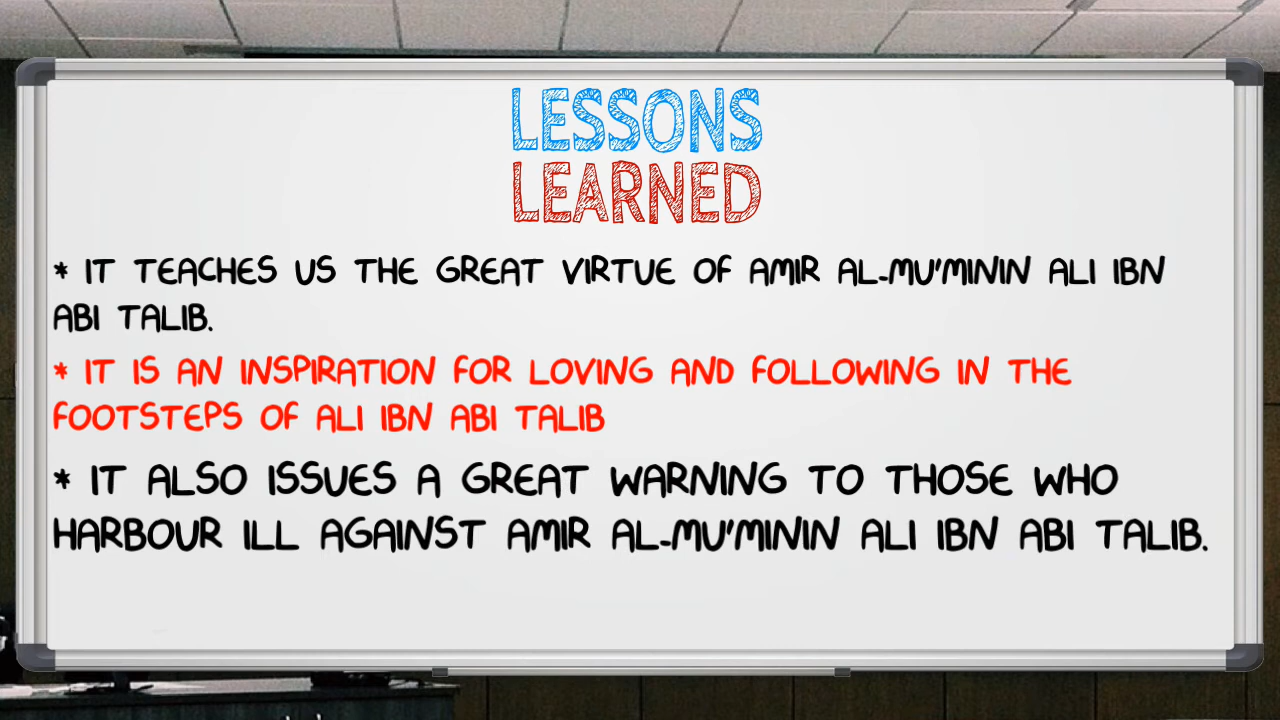 LESSONS
LEARNED
* IT TEACHES US THE GREAT VIRTUE OF AMIR AL-MU'MININ ALI IBN
ABI TALIB.
* IT IS AN INSPIRATION FOR LOVING AND FOLLOWING IN THE
FOOTSTEPS OF ALI IBN ABI TALIB
* IT ALSO ISSUES A GREAT WARNING TO THOSE WHO
HARBOUR ILL AGAINST AMIR AL-MU'MININ ALI IBN ABI TALIB.